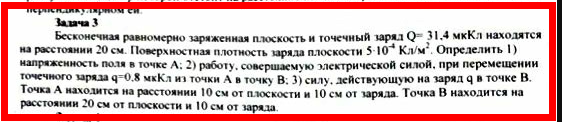 перпендикулярном ей.
Задача 3
Бесконечная равномерно заряженная плоскость и точечный заряд Q= 31,4 мкКл находятся
на расстоянии 20 см. Поверхностная плотность заряда плоскости 5·10⁻⁴ Кл/м². Определить 1)
напряженность поля в точке А; 2) работу, совершаемую электрической силой, при перемещении
точечного заряда q=0,8 мкКл из точки А в точку В; 3) силу, действующую на заряд q в точке В.
Точка А находится на расстоянии 10 см от плоскости и 10 см от заряда. Точка В находится на
расстоянии 20 см от плоскости и 10 см от заряда.